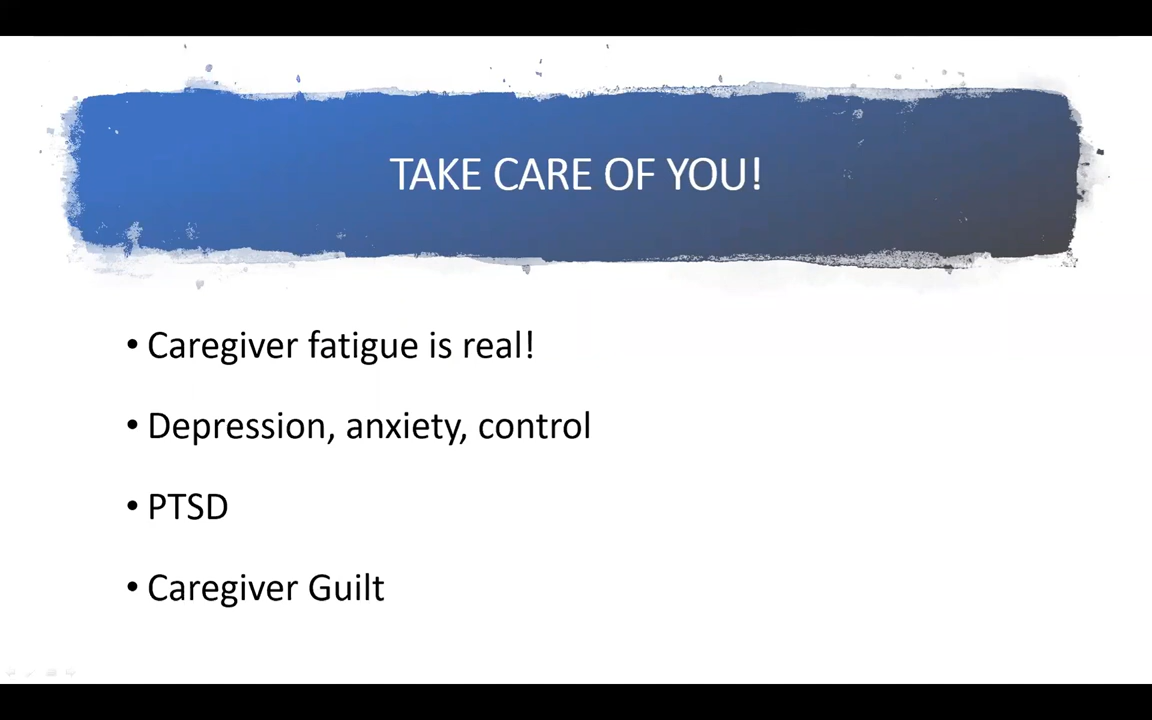 TAKE CARE OF YOU!
• Caregiver fatigue is real!
• Depression, anxiety, control
• PTSD
• Caregiver Guilt